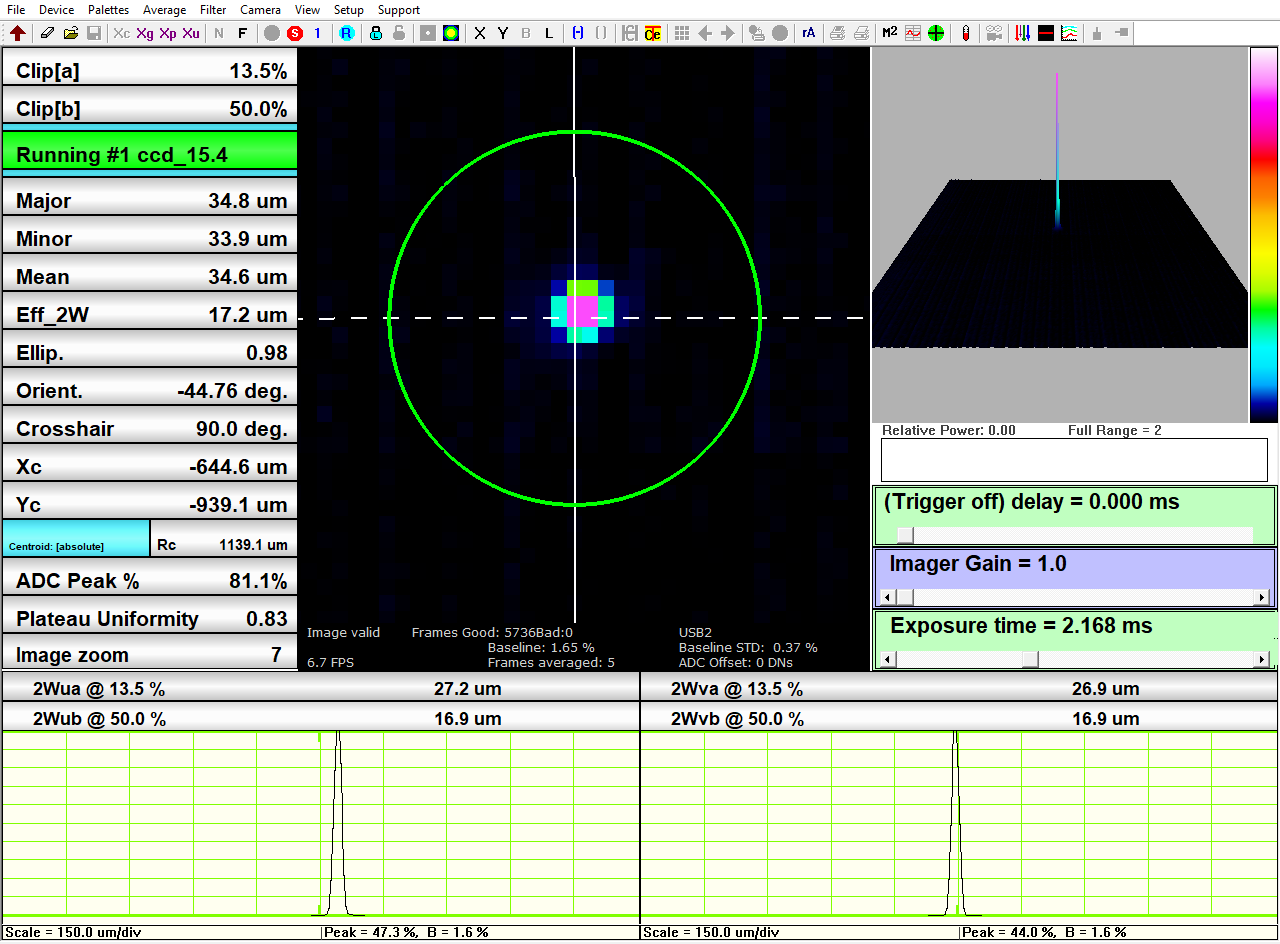 File Device Palettes Average Filter Camera View Setup Support
Xc Xg Xp Xu N F S 1 R X Y B L Ce rA M²
Clip[a] 13.5%
Clip[b] 50.0%
Running #1 ccd_15.4
Major 34.8 um
Minor 33.9 um
Mean 34.6 um
Eff_2W 17.2 um
Ellip. 0.98
Orient. -44.76 deg.
Crosshair 90.0 deg.
Xc -644.6 um
Yc -939.1 um
Centroid: [absolute] Rc 1139.1 um
ADC Peak % 81.1%
Plateau Uniformity 0.83
Image zoom 7
Image valid Frames Good: 5736Bad:0 USB2
Baseline: 1.65 % Baseline STD: 0.37 %
6.7 FPS Frames averaged: 5 ADC Offset: 0 DNs
Relative Power: 0.00 Full Range = 2
(Trigger off) delay = 0.000 ms
Imager Gain = 1.0
Exposure time = 2.168 ms
2Wua @ 13.5 % 27.2 um
2Wub @ 50.0 % 16.9 um
2Wva @ 13.5 % 26.9 um
2Wvb @ 50.0 % 16.9 um
Scale = 150.0 um/div Peak = 47.3 %, B = 1.6 %
Scale = 150.0 um/div Peak = 44.0 %, B = 1.6 %